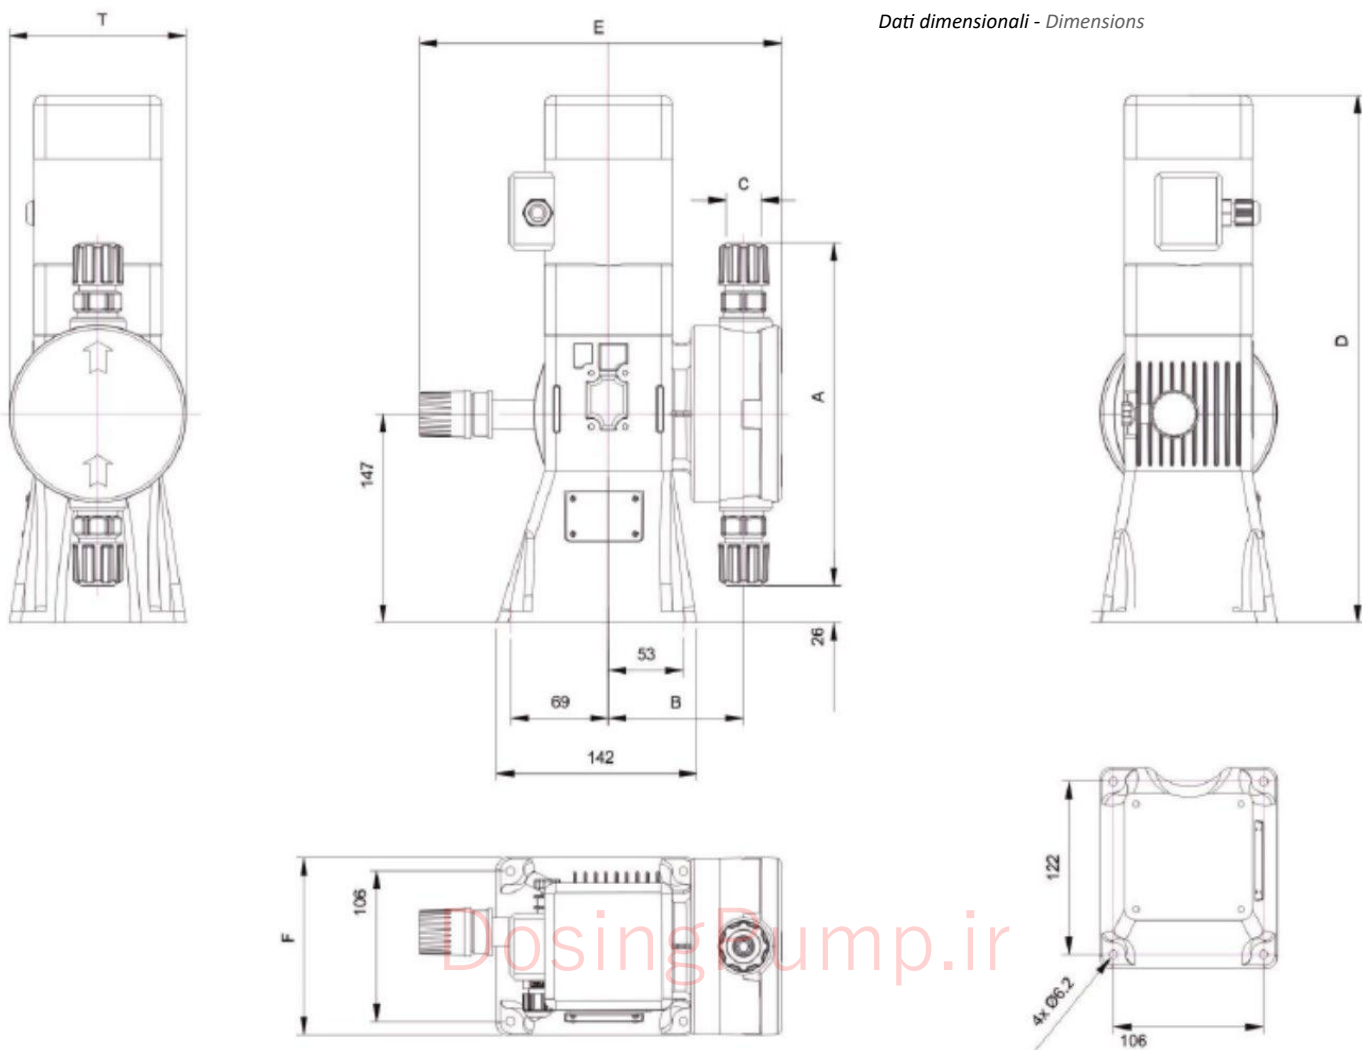 T
E
Dati dimensionali - Dimensions
C
D
A
147
26
53
69
B
142
106
F
DosingPump.ir
122
4x Ø6.2
106